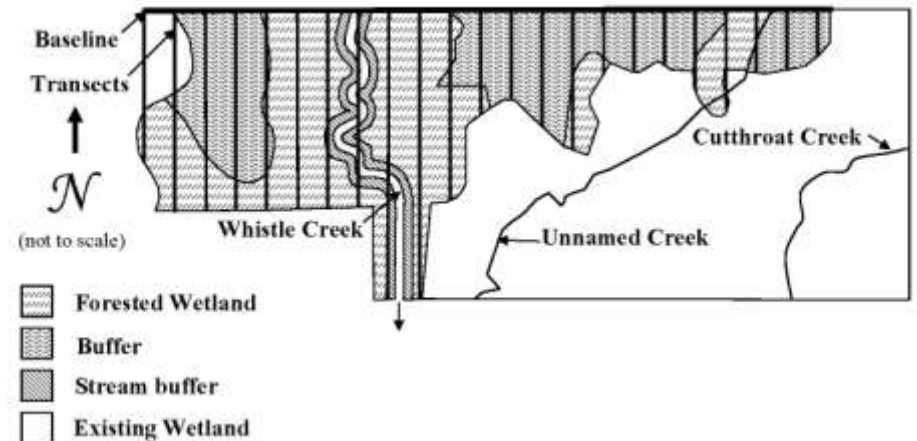 Baseline
Transects
N
(not to scale)
Cutthroat Creek
Whistle Creek
Unnamed Creek
Forested Wetland
Buffer
Stream buffer
Existing Wetland